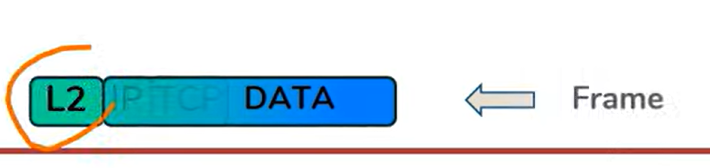 L2 IP TCP DATA Frame